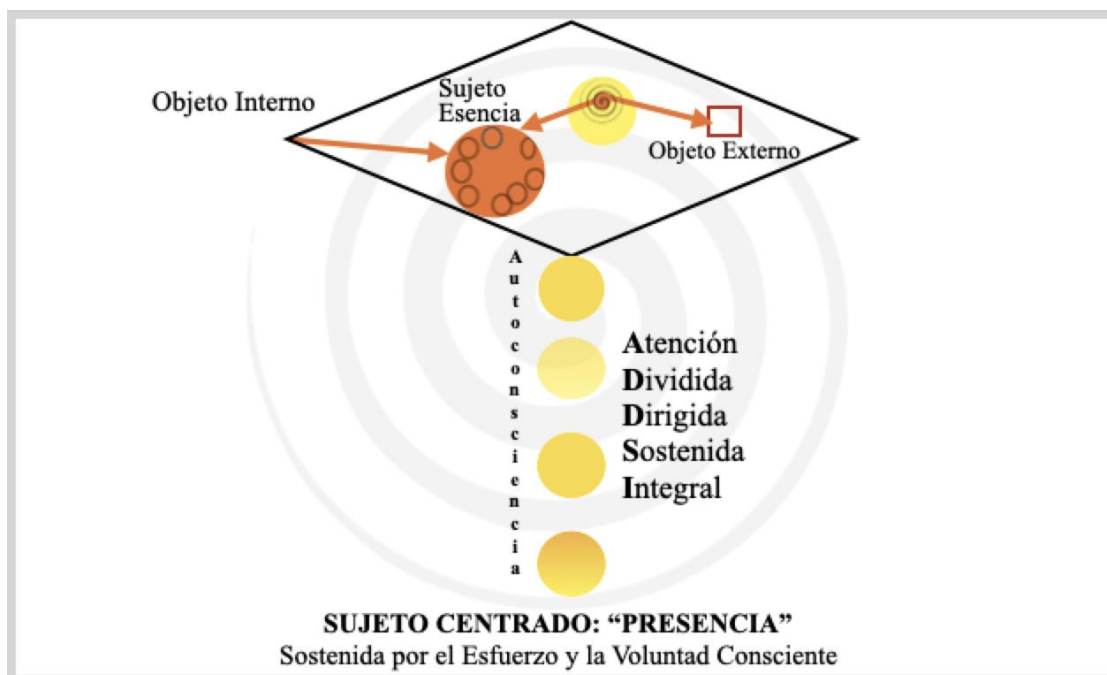 Objeto Interno
Sujeto
Esencia
Objeto Externo
Autoconsciencia
Atención
Dividida
Dirigida
Sostenida
Integral
SUJETO CENTRADO: “PRESENCIA”
Sostenida por el Esfuerzo y la Voluntad Consciente